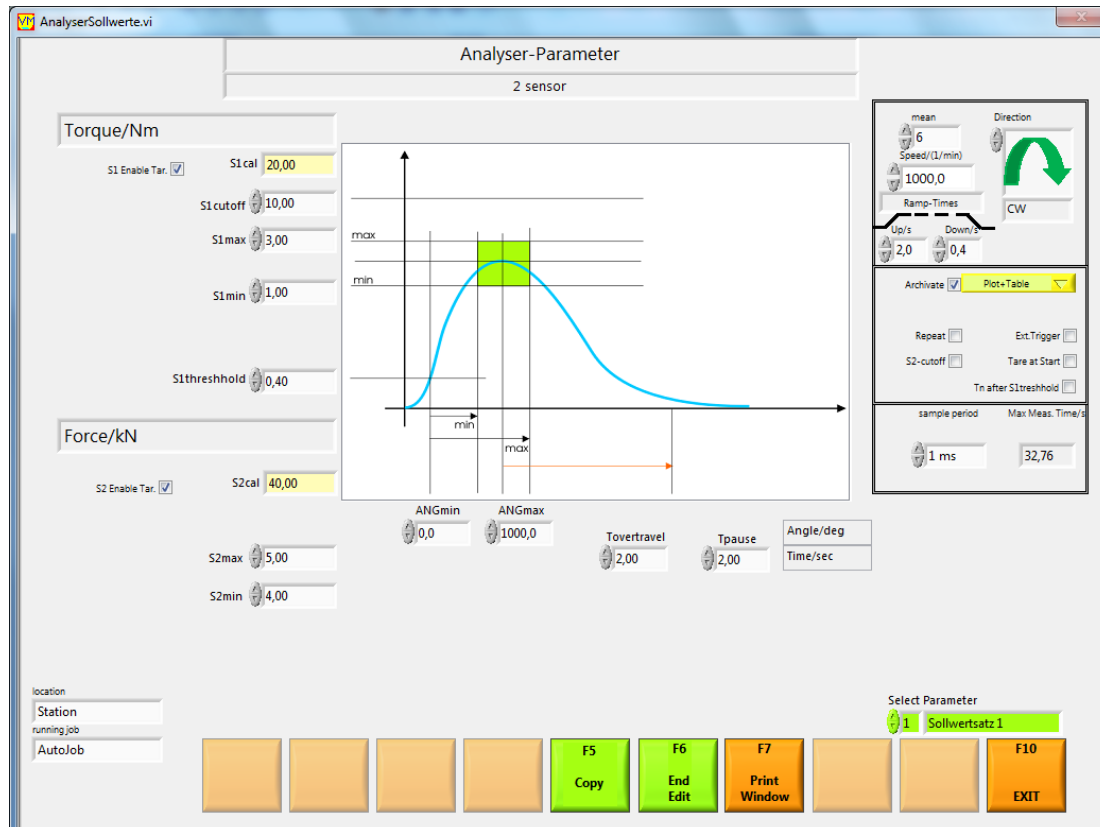 AnalyserSollwerte.vi
Analyser-Parameter
2 sensor
Torque/Nm
S1 Enable Tar.
S1cal 20,00
S1cutoff 10,00
S1max 3,00
S1min 1,00
S1threshhold 0,40
Force/kN
S2 Enable Tar.
S2cal 40,00
S2max 5,00
S2min 4,00
max
min
min
max
ANGmin
0,0
ANGmax
1000,0
Tovertravel
2,00
Tpause
2,00
Angle/deg
Time/sec
mean
6
Direction
Speed/(1/min)
1000,0
Ramp-Times
CW
Up/s
2,0
Down/s
0,4
Archivate
Plot+Table
Repeat
Ext.Trigger
S2-cutoff
Tare at Start
Tn after S1treshhold
sample period
1 ms
Max Meas. Time/s
32,76
location
Station
running job
AutoJob
Select Parameter
1 Sollwertsatz 1
F5
Copy
F6
End
Edit
F7
Print
Window
F10
EXIT